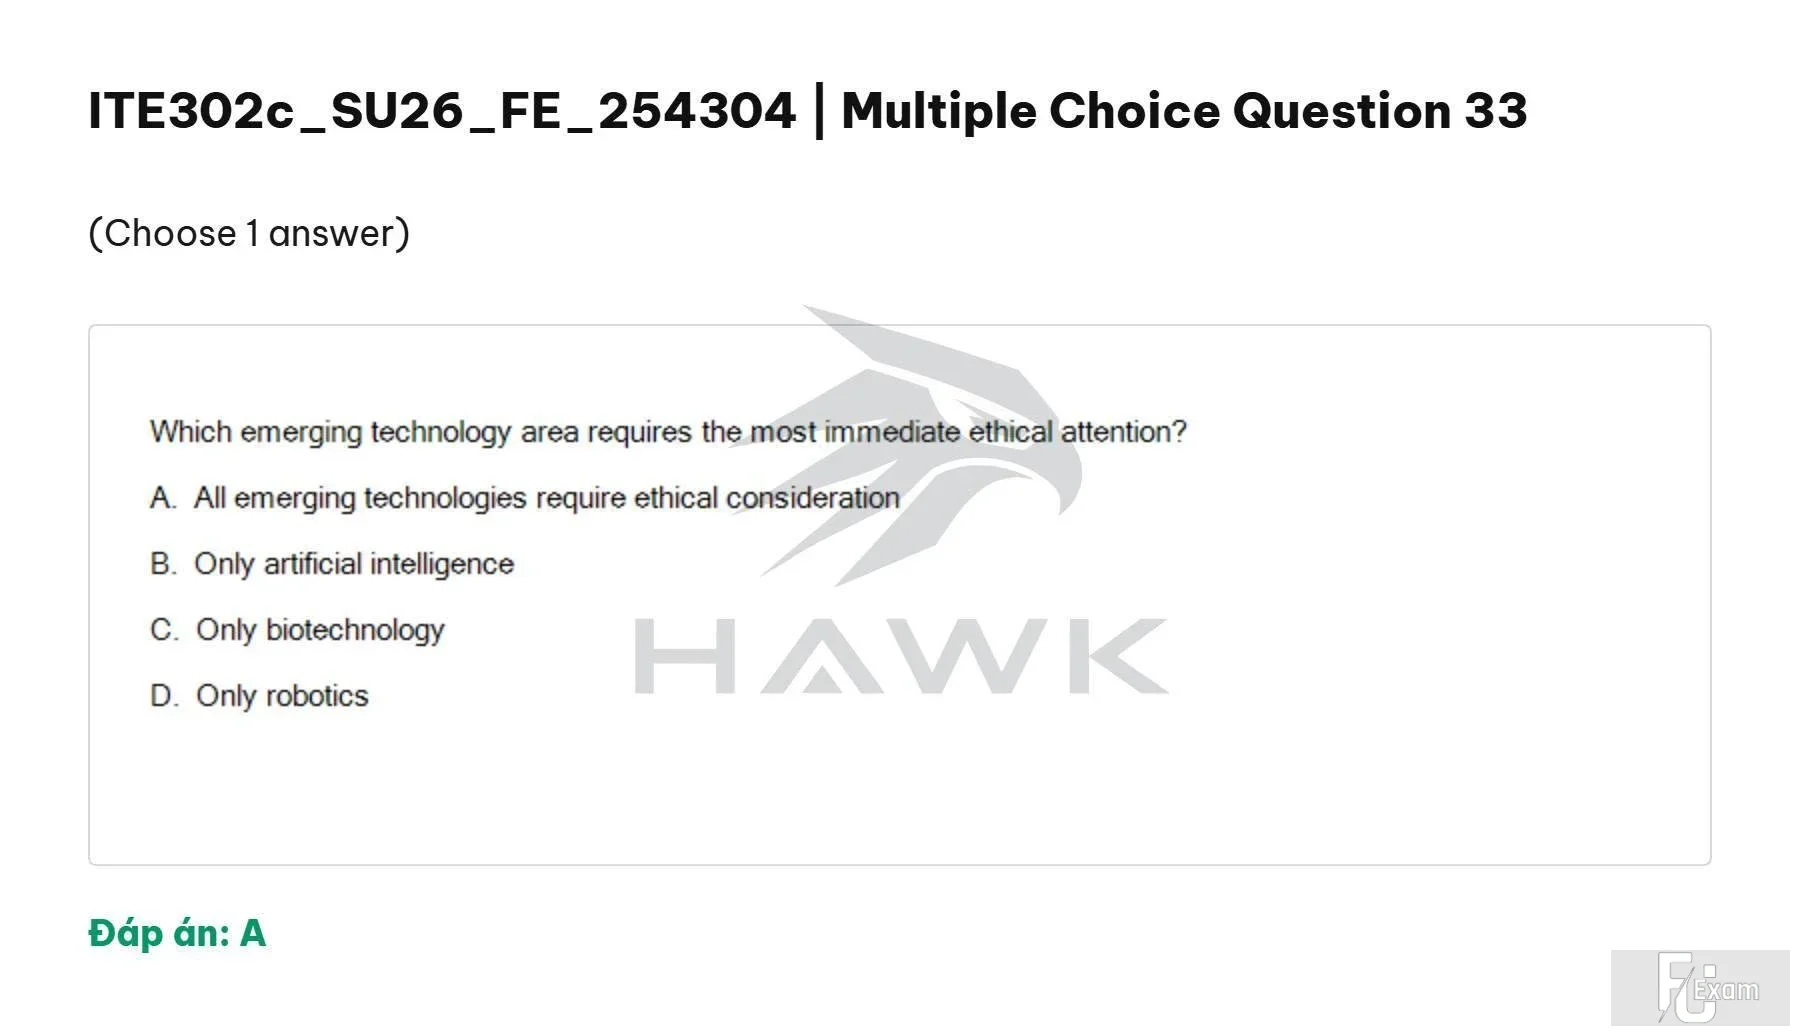 ITE302c_SU26_FE_254304 | Multiple Choice Question 33
(Choose 1 answer)
Which emerging technology area requires the most immediate ethical attention?
A. All emerging technologies require ethical consideration
B. Only artificial intelligence
C. Only biotechnology
D. Only robotics
HAWK
Đáp án: A
FU Exam